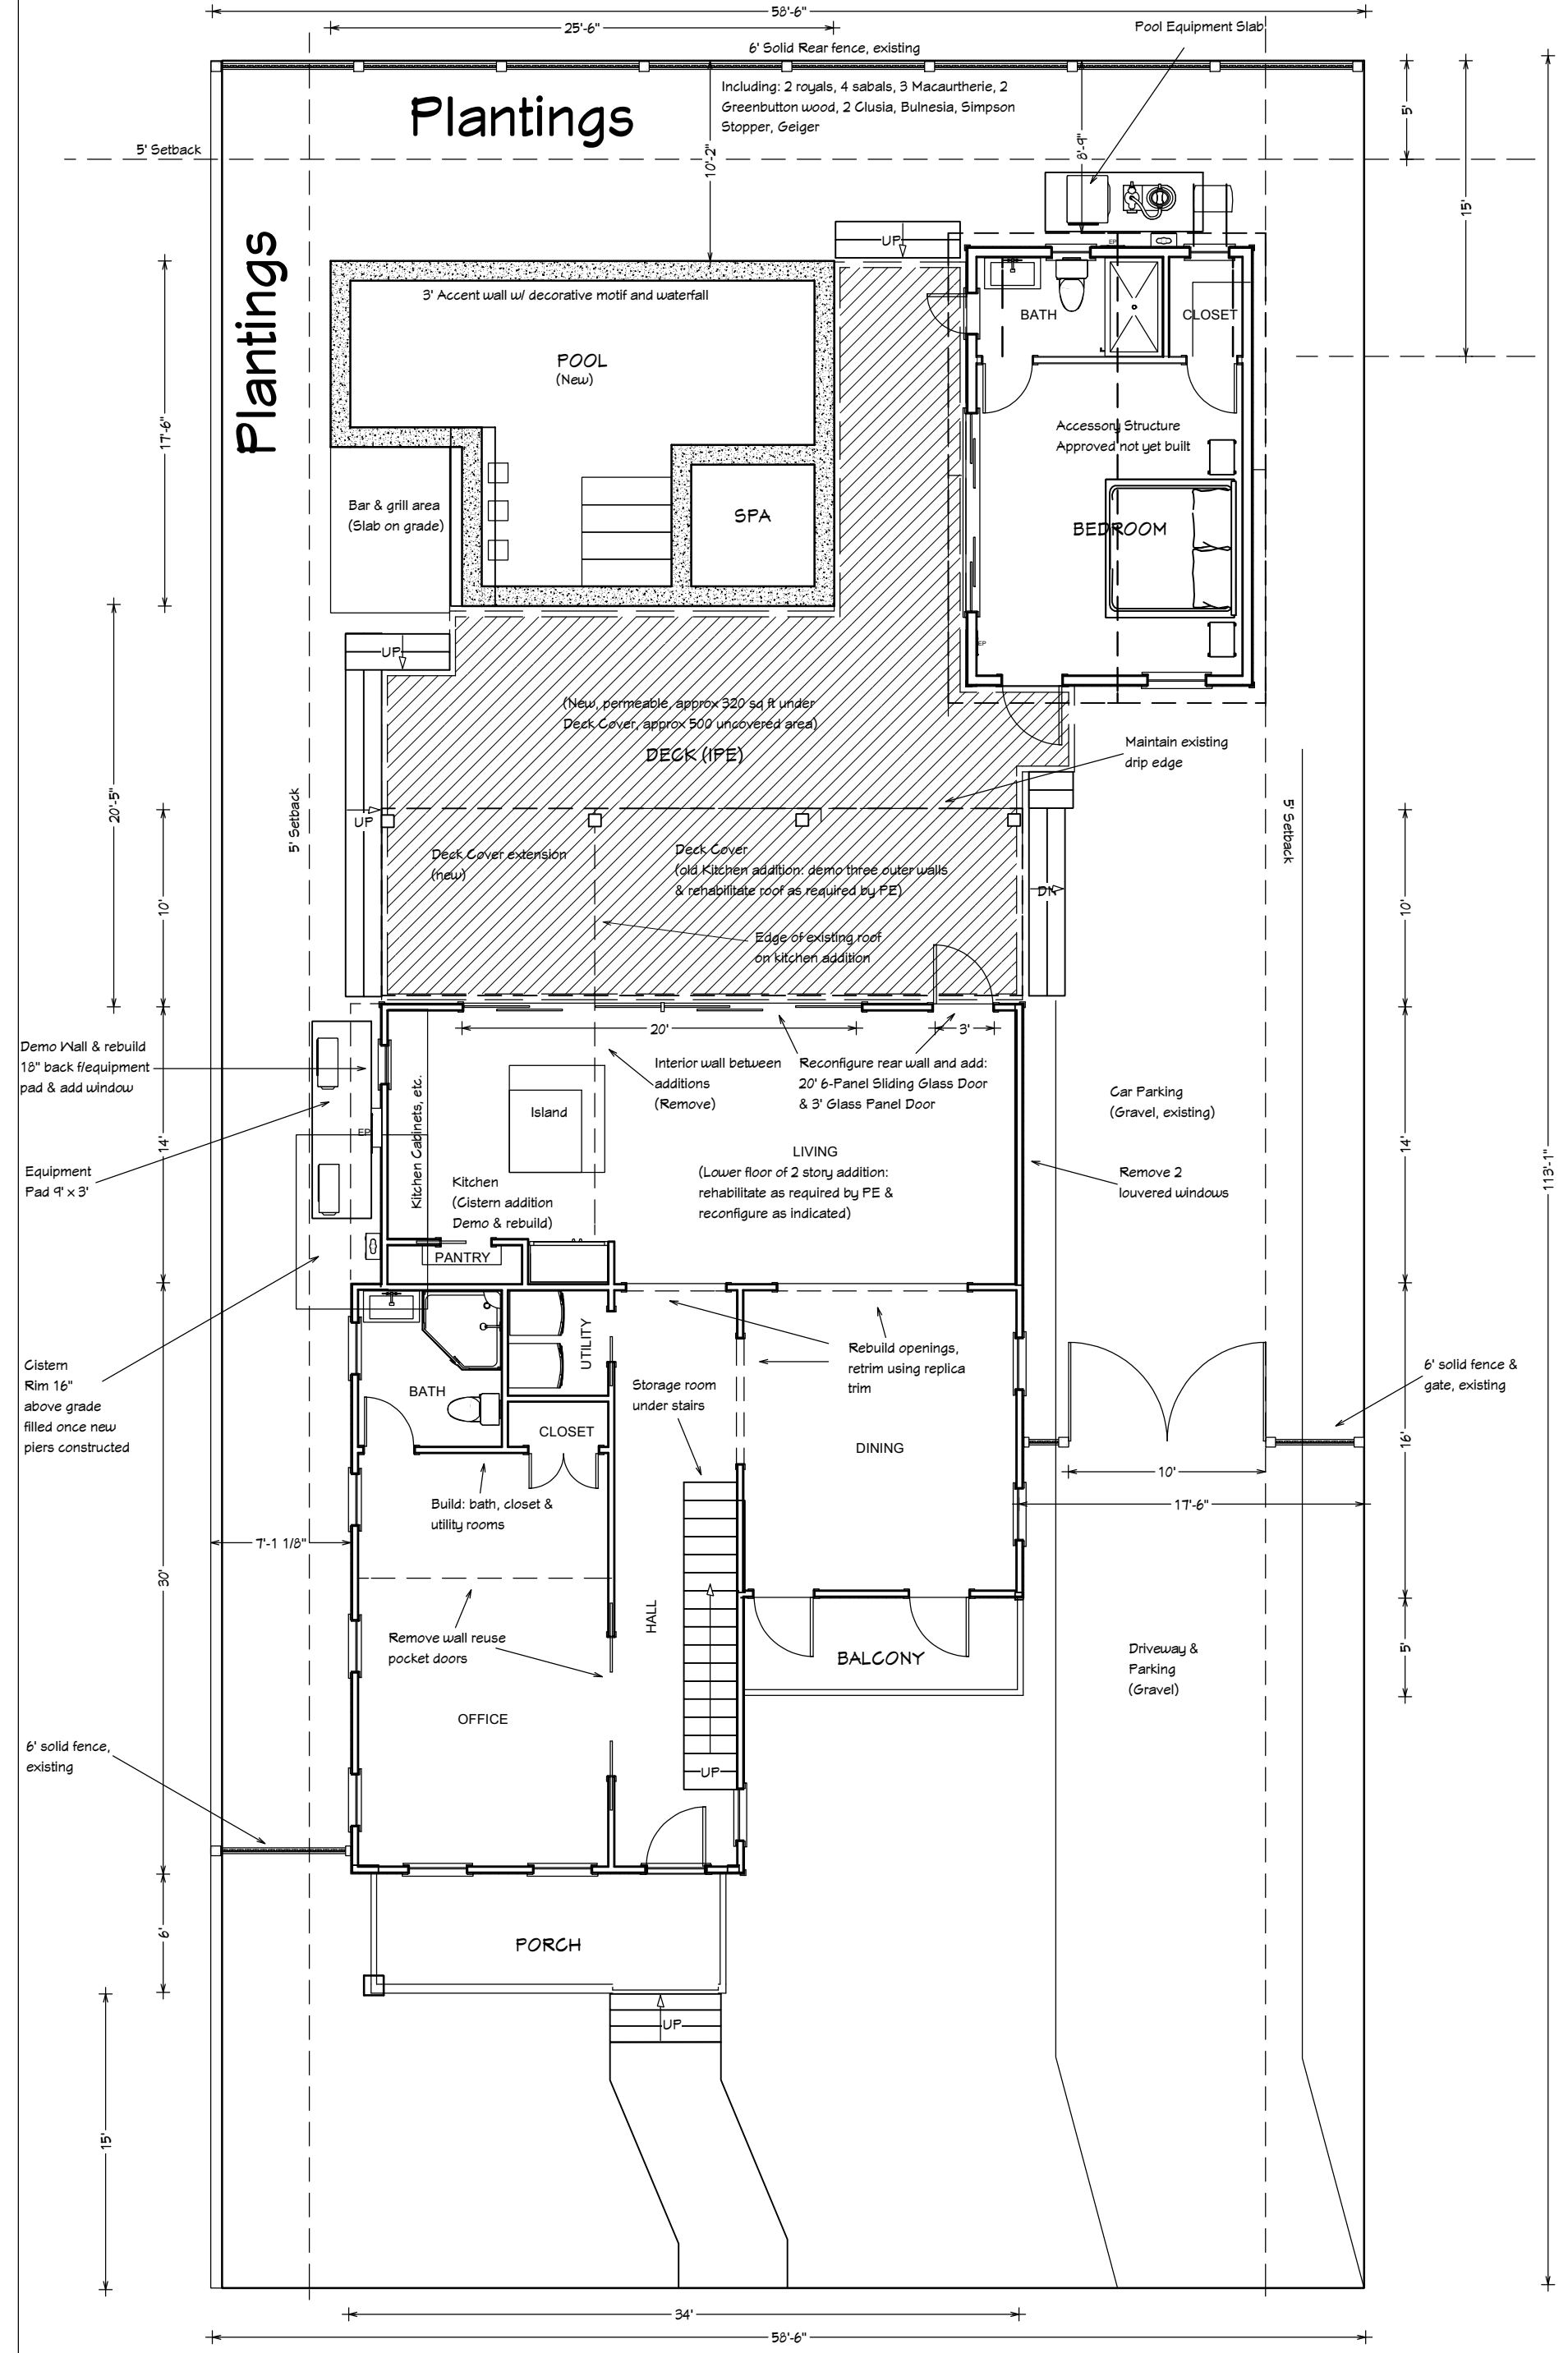 58'-6"
25'-6"
Pool Equipment Slab
6' Solid Rear fence, existing
Plantings
Including: 2 royals, 4 sabals, 3 Macaurtherie, 2
Greenbutton wood, 2 Clusia, Bulnesia, Simpson
Stopper, Geiger
5'
5' Setback
10'-2"
8'-9"
15'
Plantings
UP
EP
3' Accent wall w/ decorative motif and waterfall
BATH
CLOSET
POOL
(New)
17'-6"
Accessory Structure
Approved not yet built
Bar & grill area
(Slab on grade)
SPA
BEDROOM
UP
EP
(New, permeable, approx 320 sq ft under
Deck Cover, approx 500 uncovered area)
DECK (IPE)
Maintain existing
drip edge
20'-5"
5' Setback
UP
5' Setback
Deck Cover extension
(new)
Deck Cover
(old Kitchen addition: demo three outer walls
& rehabilitate roof as required by PE)
DN
10'
10'
Edge of existing roof
on kitchen addition
20'
3'
Demo Wall & rebuild
18" back f/equipment
pad & add window
Interior wall between
additions
(Remove)
Reconfigure rear wall and add:
20' 6-Panel Sliding Glass Door
& 3' Glass Panel Door
Kitchen Cabinets, etc.
Island
Car Parking
(Gravel, existing)
EP
14'
14'
113'-1"
LIVING
(Lower floor of 2 story addition:
rehabilitate as required by PE &
reconfigure as indicated)
Equipment
Pad 9' x 3'
Kitchen
(Cistern addition
Demo & rebuild)
Remove 2
louvered windows
PANTRY
UTILITY
Rebuild openings,
retrim using replica
trim
Cistern
Rim 16"
above grade
filled once new
piers constructed
BATH
Storage room
under stairs
6' solid fence &
gate, existing
CLOSET
DINING
16'
10'
Build: bath, closet &
utility rooms
17'-6"
7'-1 1/8"
30'
HALL
Remove wall reuse
pocket doors
BALCONY
5'
Driveway &
Parking
(Gravel)
OFFICE
6' solid fence,
existing
UP
6'
PORCH
UP
15'
34'
58'-6"